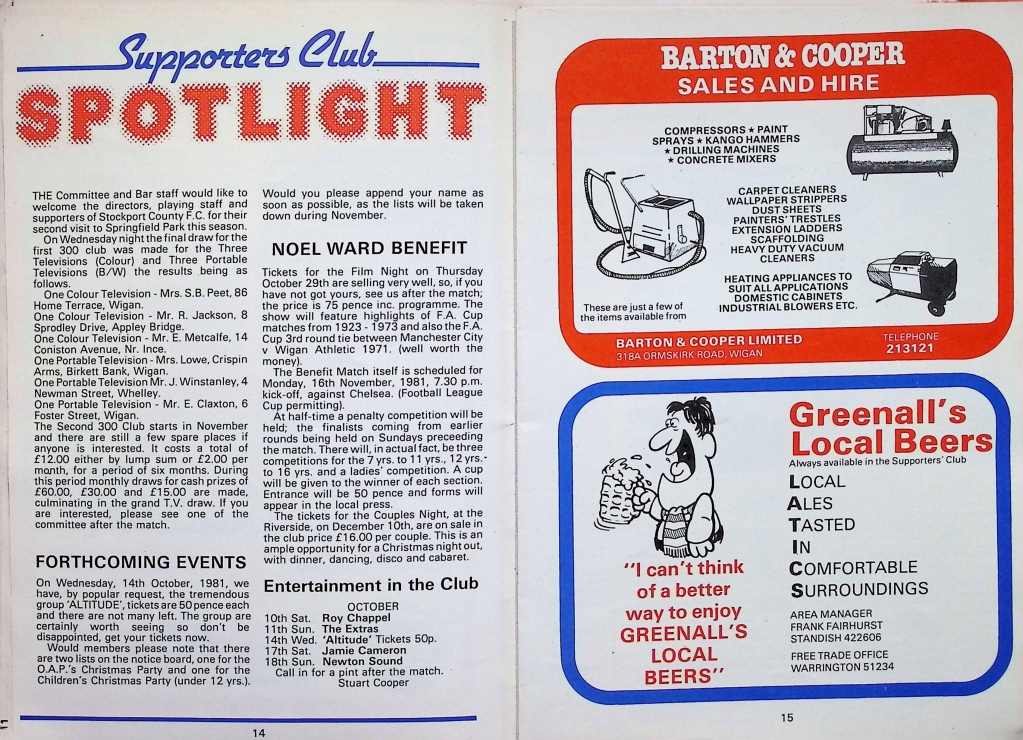 Supporters Club
SPOTLIGHT
THE Committee and Bar staff would like to
welcome the directors, playing staff and
supporters of Stockport County F.C. for their
second visit to Springfield Park this season.
On Wednesday night the final draw for the
first 300 club was made for the Three
Televisions (Colour) and Three Portable
Televisions (B/W) the results being as
follows.
One Colour Television - Mrs. S.B. Peet, 86
Home Terrace, Wigan.
One Colour Television - Mr. R. Jackson, 8
Sprodley Drive, Appley Bridge.
One Colour Television - Mr. E. Metcalfe, 14
Coniston Avenue, Nr. Ince.
One Portable Television - Mrs. Lowe, Crispin
Arms, Birkett Bank, Wigan.
One Portable Television Mr. J. Winstanley, 4
Newman Street, Whelley.
One Portable Television - Mr. E. Claxton, 6
Foster Street, Wigan.
The Second 300 Club starts in November
and there are still a few spare places if
anyone is interested. It costs a total of
£12.00 either by lump sum or £2.00 per
month, for a period of six months. During
this period monthly draws for cash prizes of
£60.00, £30.00 and £15.00 are made,
culminating in the grand T.V. draw. If you
are interested, please see one of the
committee after the match.
FORTHCOMING EVENTS
On Wednesday, 14th October, 1981, we
have, by popular request, the tremendous
group 'ALTITUDE', tickets are 50 pence each
and there are not many left. The group are
certainly worth seeing so don't be
disappointed, get your tickets now.
Would members please note that there
are two lists on the notice board, one for the
O.A.P.'s Christmas Party and one for the
Children's Christmas Party (under 12 yrs.).
Would you please append your name as
soon as possible, as the lists will be taken
down during November.
NOEL WARD BENEFIT
Tickets for the Film Night on Thursday
October 29th are selling very well, so, if you
have not got yours, see us after the match;
the price is 75 pence inc. programme. The
show will feature highlights of F.A. Cup
matches from 1923 - 1973 and also the F.A.
Cup 3rd round tie between Manchester City
v Wigan Athletic 1971. (well worth the
money).
The Benefit Match itself is scheduled for
Monday, 16th November, 1981, 7.30 p.m.
kick-off, against Chelsea. (Football League
Cup permitting).
At half-time a penalty competition will be
held; the finalists coming from earlier
rounds being held on Sundays preceeding
the match. There will, in actual fact, be three
competitions for the 7 yrs. to 11 yrs., 12 yrs.-
to 16 yrs. and a ladies' competition. A cup
will be given to the winner of each section.
Entrance will be 50 pence and forms will
appear in the local press.
The tickets for the Couples Night, at the
Riverside, on December 10th, are on sale in
the club price £16.00 per couple. This is an
ample opportunity for a Christmas night out,
with dinner, dancing, disco and cabaret.
Entertainment in the Club
OCTOBER
10th Sat. Roy Chappel
11th Sun. The Extras
14th Wed. 'Altitude' Tickets 50p.
17th Sat. Jamie Cameron
18th Sun. Newton Sound
Call in for a pint after the match.
Stuart Cooper
14
BARTON & COOPER
SALES AND HIRE
COMPRESSORS ★ PAINT
SPRAYS ★ KANGO HAMMERS
★ DRILLING MACHINES
★ CONCRETE MIXERS
CARPET CLEANERS
WALLPAPER STRIPPERS
DUST SHEETS
PAINTERS' TRESTLES
EXTENSION LADDERS
SCAFFOLDING
HEAVY DUTY VACUUM
CLEANERS
HEATING APPLIANCES TO
SUIT ALL APPLICATIONS
DOMESTIC CABINETS
INDUSTRIAL BLOWERS ETC.
These are just a few of
the items available from
BARTON & COOPER LIMITED
318A ORMSKIRK ROAD, WIGAN
TELEPHONE
213121
Greenall's
Local Beers
Always available in the Supporters' Club
LOCAL
ALES
TASTED
IN
COMFORTABLE
SURROUNDINGS
"I can't think
of a better
way to enjoy
GREENALL'S
LOCAL
BEERS"
AREA MANAGER
FRANK FAIRHURST
STANDISH 422606
FREE TRADE OFFICE
WARRINGTON 51234
15